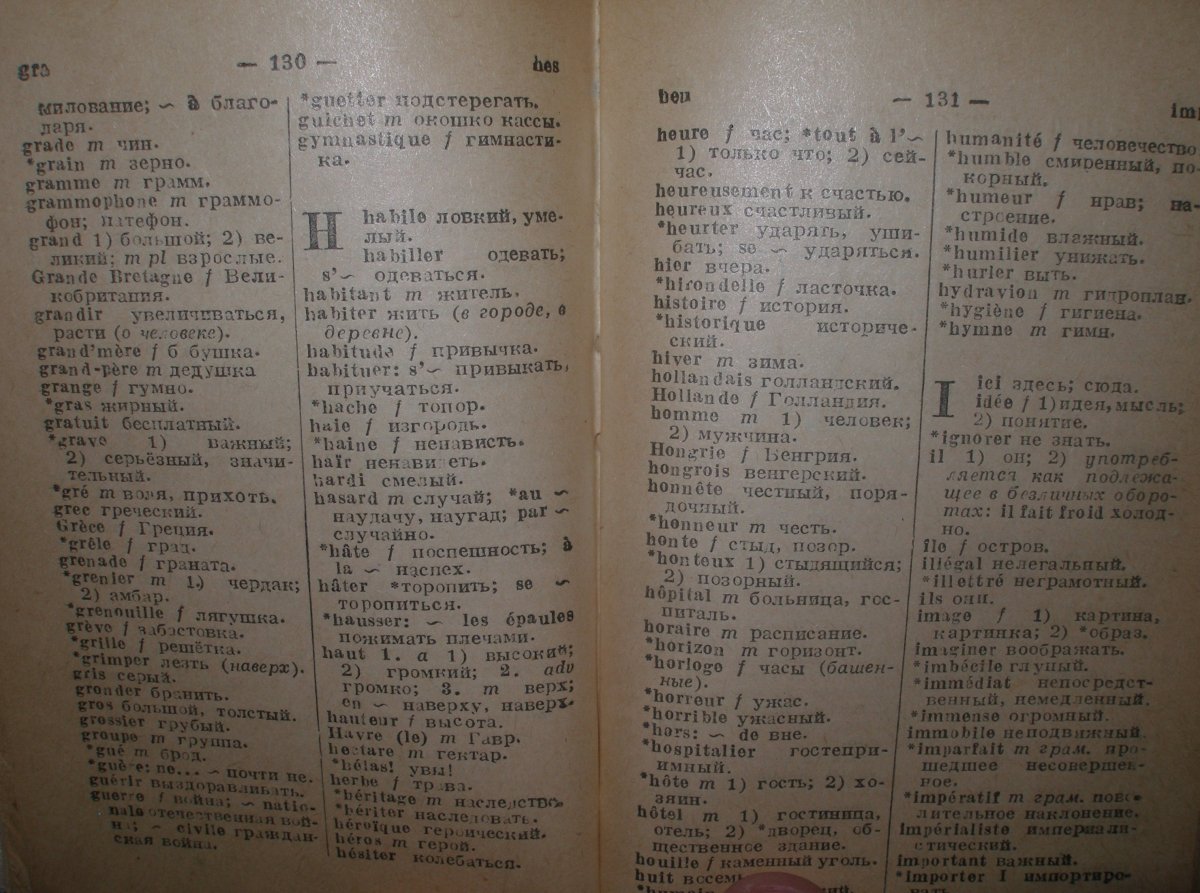 gra — 130 — hes
милование; ~ à благо-
даря.
grade m чин.
*grain m зерно.
gramme m грамм.
grammophone m граммо-
фон; патефон.
grand 1) большой; 2) ве-
ликий; m pl взрослые.
Grande Bretagne f Вели-
кобритания.
grandir увеличиваться,
расти (о человеке).
grand'mère f б бушка.
grand-père m дедушка
grange f гумно.
*gras жирный.
gratuit бесплатный.
*grave 1) важный;
2) серьёзный, значи-
тельный.
*gré m воля, прихоть.
grec греческий.
Grèce f Греция.
*grêle f град.
grenade f граната.
*grenier m 1) чердак;
2) амбар.
*grenouille f лягушка.
grève f забастовка.
*grille f решётка.
*grimper лезть (наверх).
gris серый.
gronder бранить.
gros большой, толстый.
grossier грубый.
groupe m группа.
*gué m брод.
*guère: ne... ~ почти не.
guérir выздоравливать.
guerre f война; ~ natio-
nale отечественная вой-
на; ~ civile граждан-
ская война.
*guetter подстерегать.
guichet m окошко кассы.
gymnastique f гимнасти-
ка.
H
habile ловкий, уме-
лый.
habiller одевать;
s'~ одеваться.
habitant m житель.
habiter жить (в городе, в
деревне).
habitude f привычка.
habituer: s'~ привыкать,
приучаться.
*hache f топор.
haie f изгородь.
*haine f ненависть.
haïr ненавидеть.
hardi смелый.
hasard m случай; *au ~
наудачу, наугад; par ~
случайно.
*hâte f поспешность; à
la ~ наспех.
hâter *торопить; se ~
торопиться.
*hausser: ~ les épaules
пожимать плечами.
haut 1. a 1) высокий;
2) громкий; 2. adv
громко; 3. m верх;
en ~ наверху, наверх.
hauteur f высота.
Havre (le) m Гавр.
hectare m гектар.
*hélas! увы!
herbe f трава.
*héritage m наследство
*hériter наследовать.
héroïque героический.
héros m герой.
hésiter колебаться.
heu — 131 — imp
heure f час; *tout à l'~
1) только что; 2) сей-
час.
heureusement к счастью.
heureux счастливый.
*heurter ударять, уши-
бать; se ~ ударяться.
hier вчера.
*hirondelle f ласточка.
histoire f история.
*historique историче-
ский.
hiver m зима.
hollandais голландский.
Hollande f Голландия.
homme m 1) человек;
2) мужчина.
Hongrie f Венгрия.
hongrois венгерский.
honnête честный, поря-
дочный.
*honneur m честь.
honte f стыд, позор.
*honteux 1) стыдящийся;
2) позорный.
hôpital m больница, гос-
питаль.
horaire m расписание.
*horizon m горизонт.
*horloge f часы (башен-
ные).
*horreur f ужас.
*horrible ужасный.
*hors: ~ de вне.
*hospitalier гостепри-
имный.
*hôte m 1) гость; 2) хо-
зяин.
hôtel m 1) гостиница,
отель; 2) *дворец, об-
щественное здание.
houille f каменный уголь.
huit восемь
humanité f человечество
*humble смиренный, по-
корный.
*humeur f нрав; на-
строение.
*humide влажный.
*humilier унижать.
*hurler выть.
hydravion m гидроплан.
*hygiène f гигиена.
*hymne m гимн.
I
ici здесь; сюда.
idée f 1) идея, мысль;
2) понятие.
*ignorer не знать.
il 1) он; 2) употреб-
ляется как подлежа-
щее в безличных оборо-
тах: il fait froid холод-
но.
île f остров.
illégal нелегальный.
*illettré неграмотный.
ils они.
image f 1) картина,
картинка; 2) *образ.
imaginer воображать.
*imbécile глупый.
*immédiat непосредст-
венный, немедленный.
*immense огромный.
immobile неподвижный.
*imparfait m грам. про-
шедшее несовершен-
ное.
*impératif m грам. пове-
лительное наклонение.
impérialiste империали-
стический.
important важный.
*importer I импортиро-